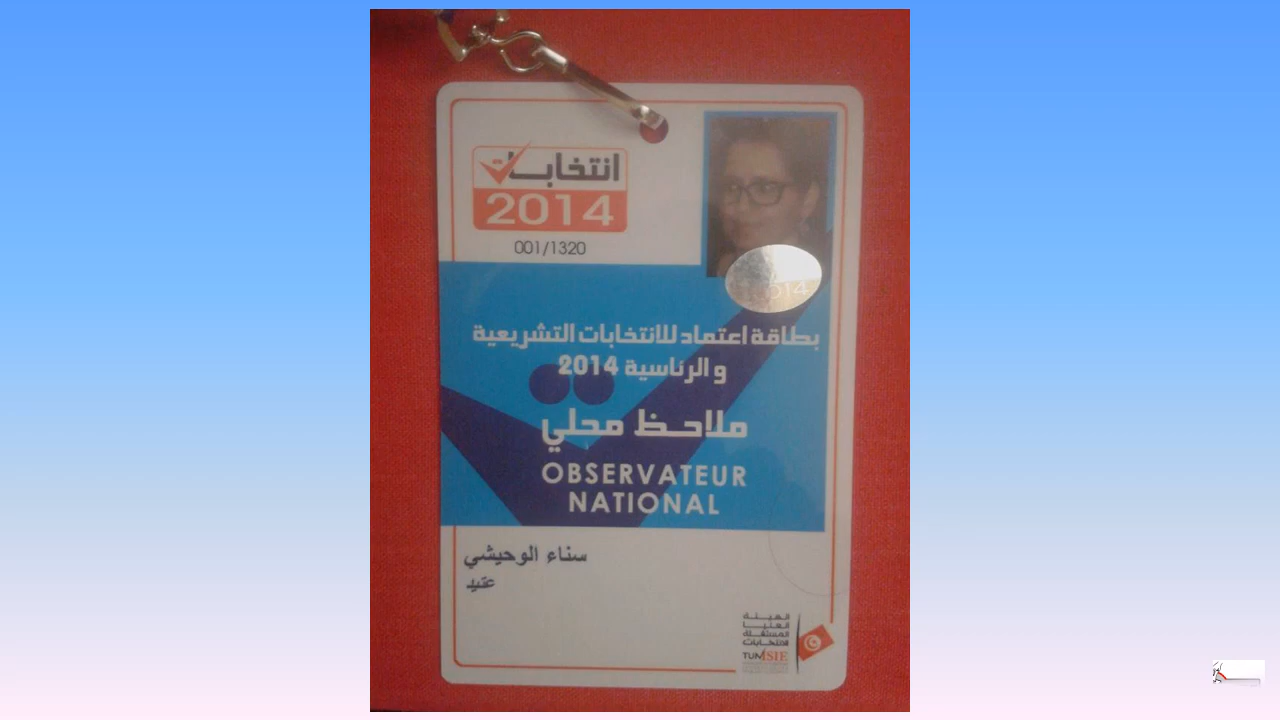 انتخابات
2014
001/1320
2014
بطاقة اعتماد للانتخابات التشريعية
و الرئاسية 2014
ملاحظ محلي
OBSERVATEUR
NATIONAL
سناء الوحيشي
عتيد
الهيئة
العليا
المستقلة
للانتخابات
TUNISIE